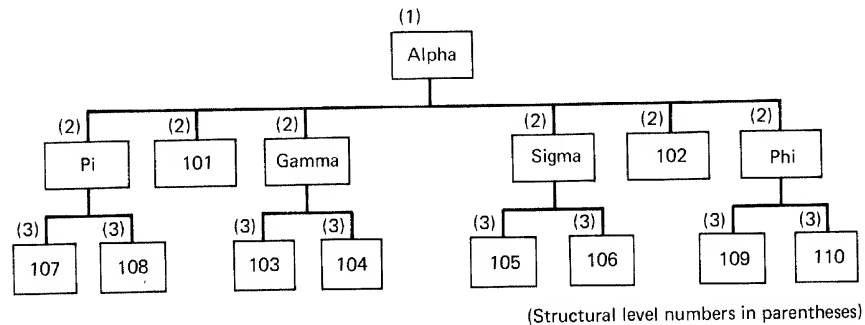 (1)
Alpha
(2) (2) (2) (2) (2) (2)
Pi 101 Gamma Sigma 102 Phi
(3) (3) (3) (3) (3) (3) (3) (3)
107 108 103 104 105 106 109 110
(Structural level numbers in parentheses)